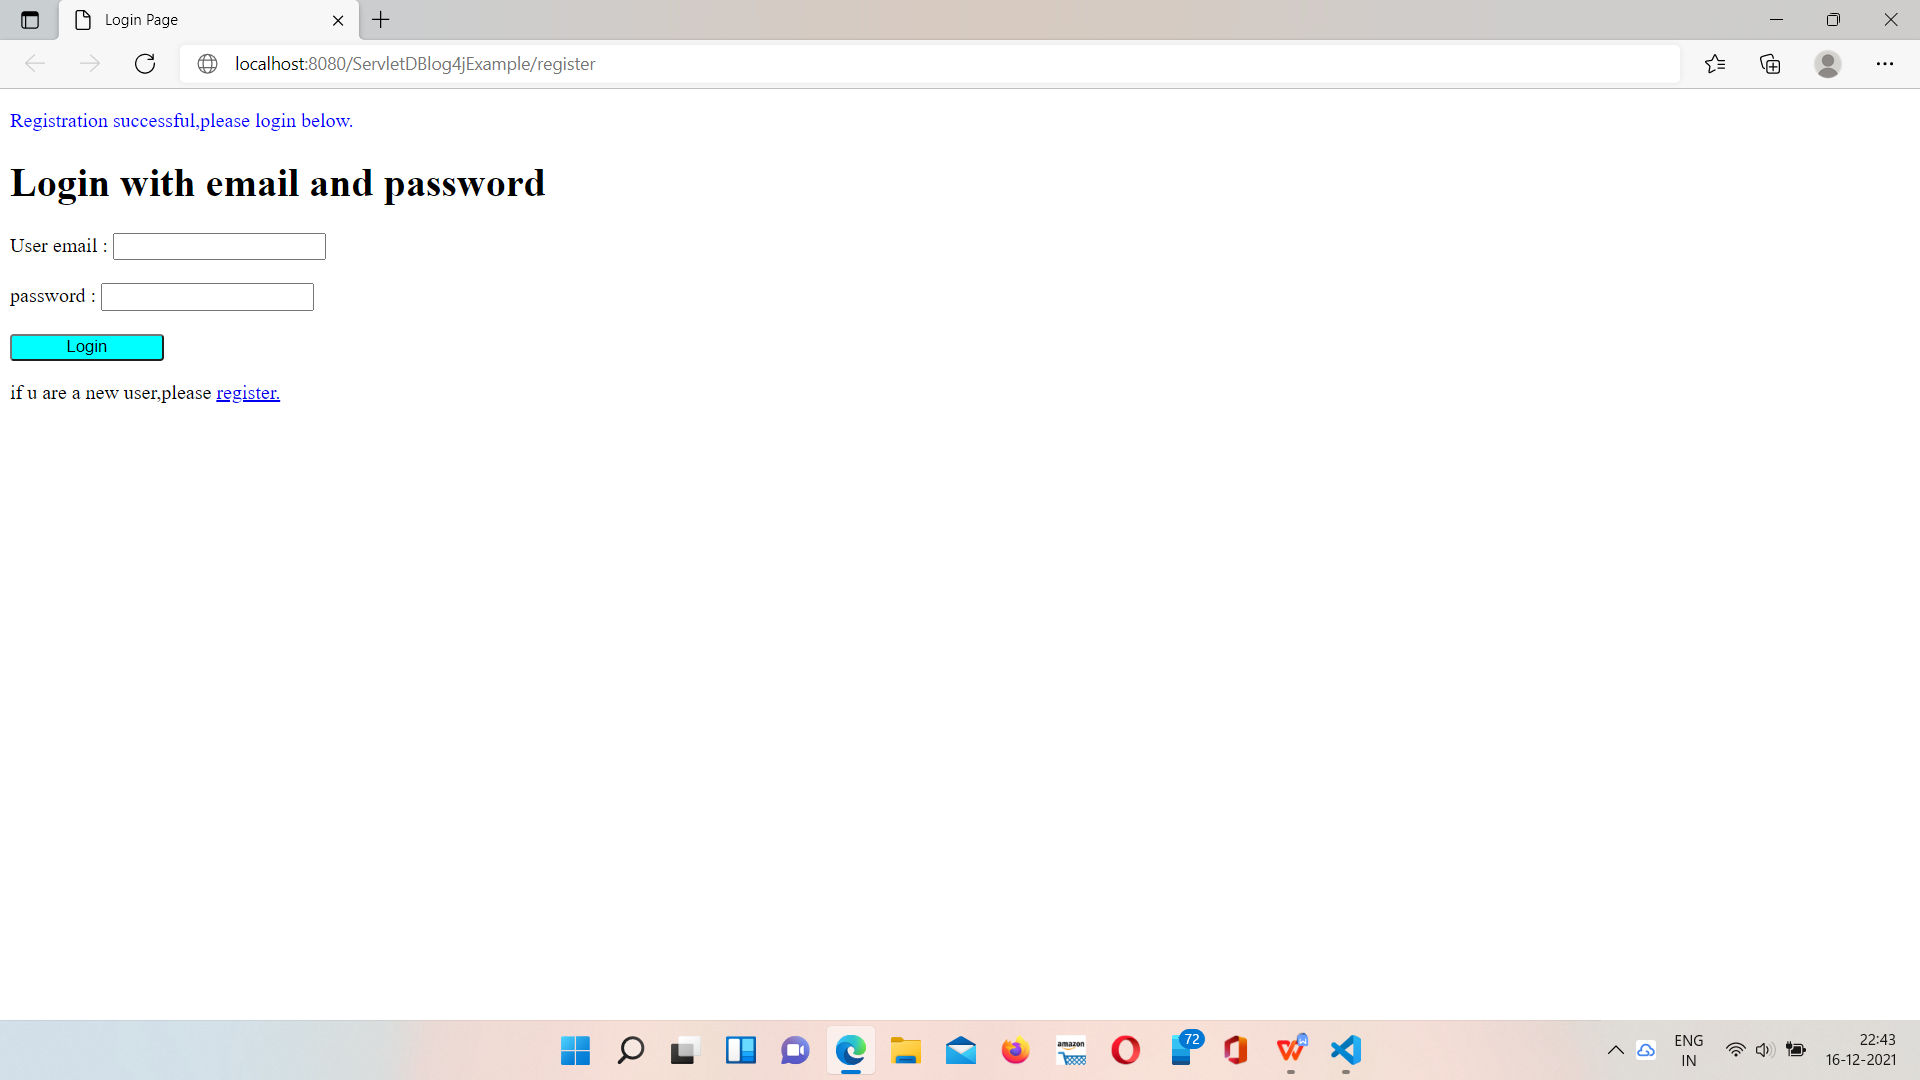 Login Page
localhost:8080/ServletDBlog4jExample/register
Registration successful,please login below.
Login with email and password
User email :
password :
Login
if u are a new user,please register.
amazon
72
W
ENG
IN
22:43
16-12-2021